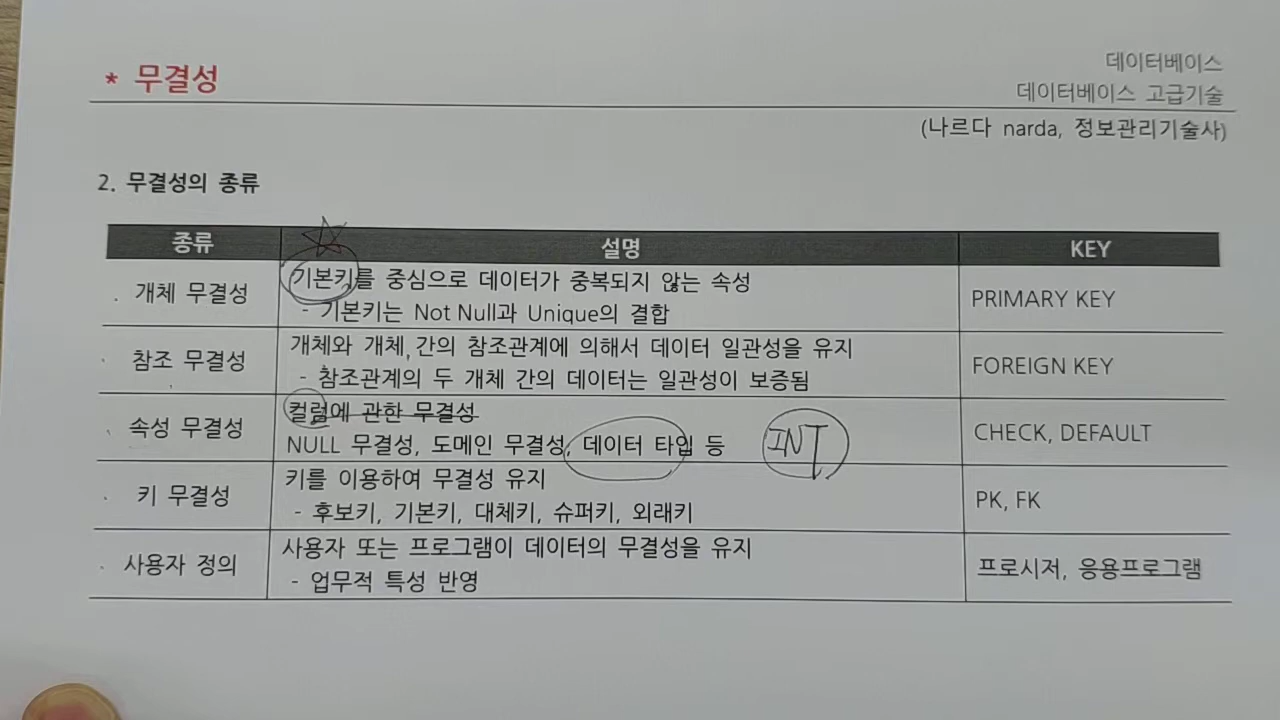 * 무결성
데이터베이스
데이터베이스 고급기술
(나르다 narda, 정보관리기술사)
2. 무결성의 종류
종류 설명 KEY
개체 무결성
기본키를 중심으로 데이터가 중복되지 않는 속성
- 기본키는 Not Null과 Unique의 결합
PRIMARY KEY
참조 무결성
개체와 개체 간의 참조관계에 의해서 데이터 일관성을 유지
- 참조관계의 두 개체 간의 데이터는 일관성이 보증됨
FOREIGN KEY
속성 무결성
컬럼에 관한 무결성
NULL 무결성, 도메인 무결성, 데이터 타입 등
INT
CHECK, DEFAULT
키 무결성
키를 이용하여 무결성 유지
- 후보키, 기본키, 대체키, 슈퍼키, 외래키
PK, FK
사용자 정의
사용자 또는 프로그램이 데이터의 무결성을 유지
- 업무적 특성 반영
프로시저, 응용프로그램